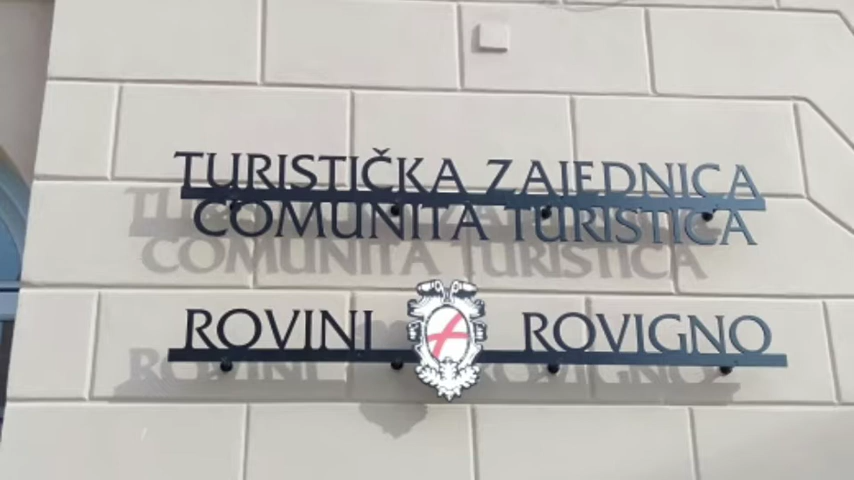 TURISTIČKA ZAJEDNICA
COMUNITA TURISTICA
ROVINJ ROVIGNO